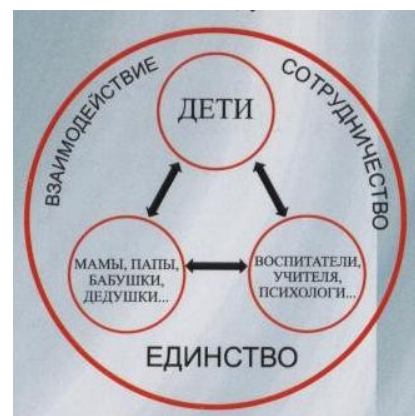 ВЗАИМОДЕЙСТВИЕ
СОТРУДНИЧЕСТВО
ДЕТИ
МАМЫ, ПАПЫ,
БАБУШКИ,
ДЕДУШКИ...
ВОСПИТАТЕЛИ,
УЧИТЕЛЯ,
ПСИХОЛОГИ...
ЕДИНСТВО